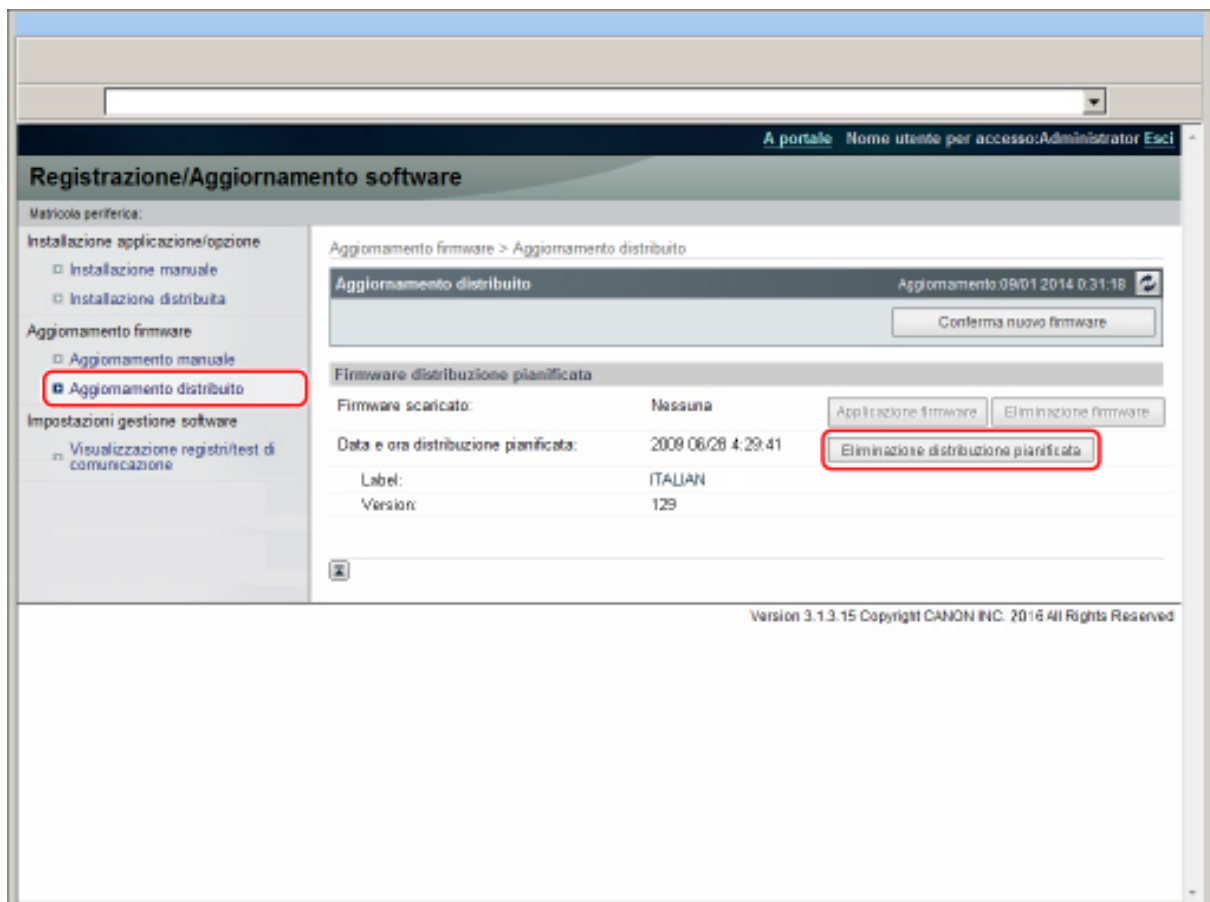 A portale Nome utente per accesso:Administrator Esci
Registrazione/Aggiornamento software
Matricola periferica:
Installazione applicazione/opzione
Installazione manuale
Installazione distribuita
Aggiornamento firmware
Aggiornamento manuale
Aggiornamento distribuito
Impostazioni gestione software
Visualizzazione registri/test di
comunicazione
Aggiornamento firmware > Aggiornamento distribuito
Aggiornamento distribuito
Aggiornamento:09/01 2014 0:31:18
Conferma nuovo firmware
Firmware distribuzione pianificata
Firmware scaricato: Nessuna Applicazione firmware Eliminazione firmware
Data e ora distribuzione pianificata: 2009 06/28 4:29:41 Eliminazione distribuzione pianificata
Label: ITALIAN
Version: 129
Version 3.1.3.15 Copyright CANON INC. 2016 All Rights Reserved